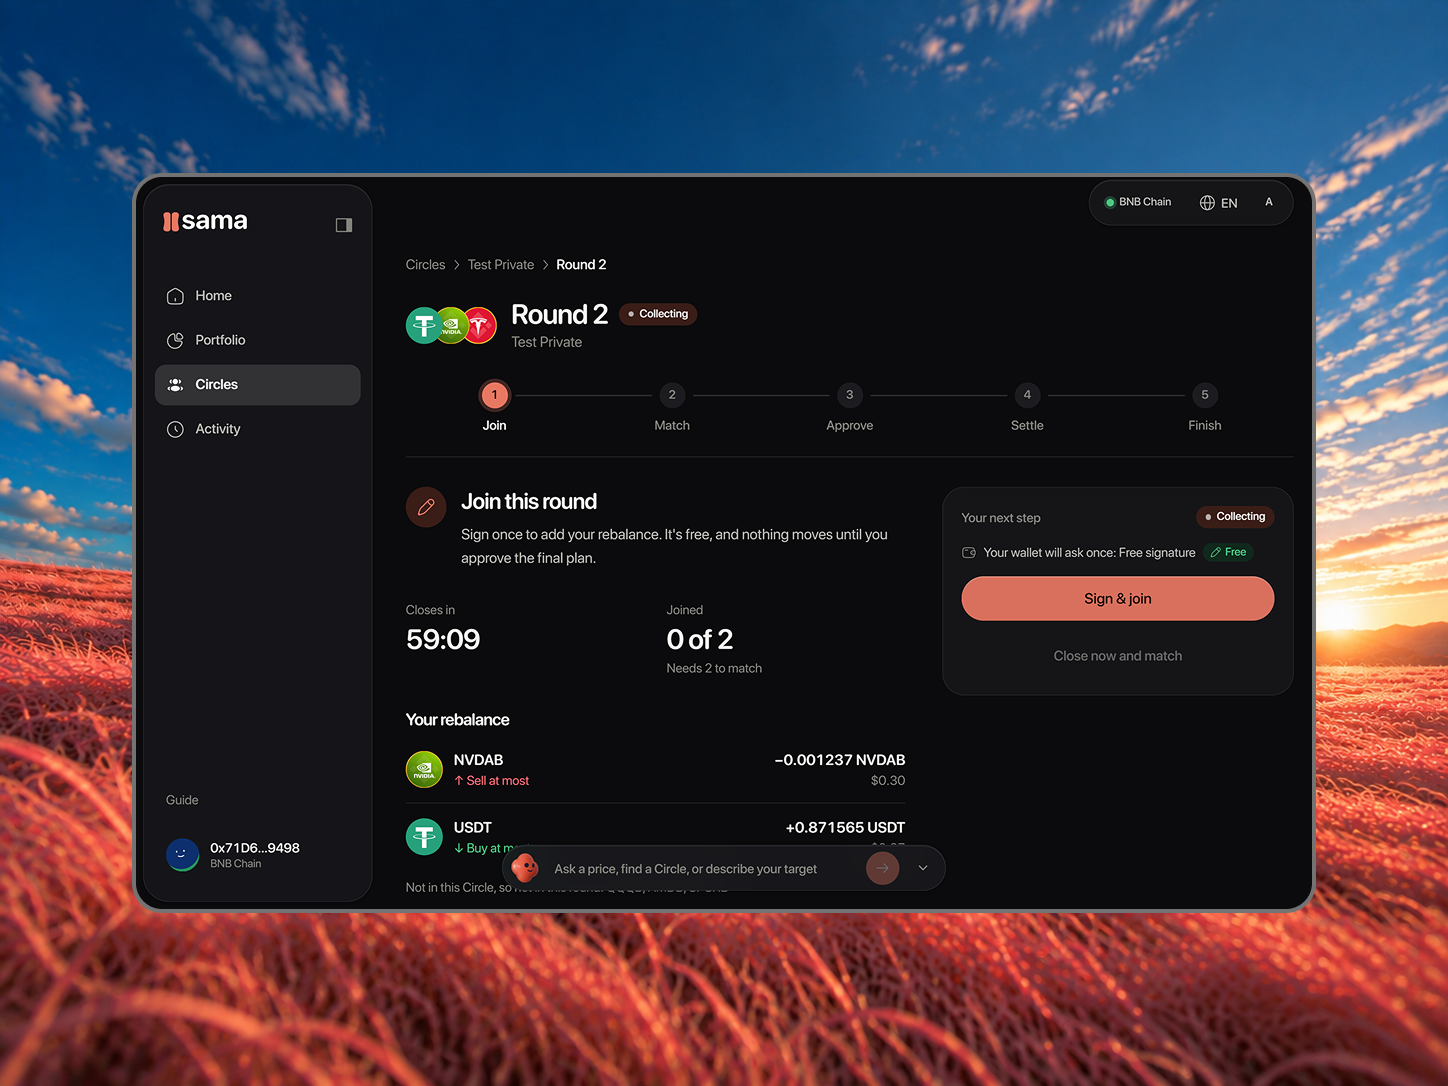 sama
BNB Chain
EN
A
Home
Portfolio
Circles
Activity
Guide
0x71D6...9498
BNB Chain
Circles > Test Private > Round 2
NVIDIA
Round 2
Collecting
Test Private
1
2
3
4
5
Join
Match
Approve
Settle
Finish
Join this round
Sign once to add your rebalance. It's free, and nothing moves until you
approve the final plan.
Closes in
59:09
Joined
0 of 2
Needs 2 to match
Your next step
Collecting
Your wallet will ask once: Free signature
Free
Sign & join
Close now and match
Your rebalance
NVIDIA
NVDAB
−0.001237 NVDAB
↑ Sell at most
$0.30
USDT
+0.871565 USDT
↓ Buy at
Ask a price, find a Circle, or describe your target
Not in this Circle, so